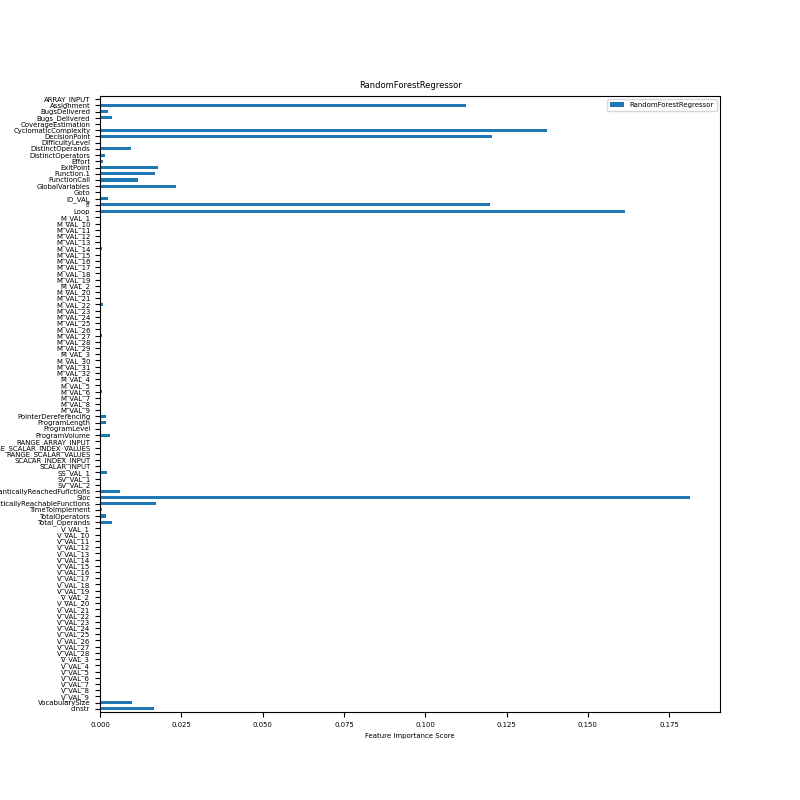 RandomForestRegressor
RandomForestRegressor
ARRAY_INPUT
Assignment
BugsDelivered
Bugs_Delivered
CoverageEstimation
CyclomaticComplexity
DecisionPoint
DifficultyLevel
DistinctOperands
DistinctOperators
Effort
ExitPoint
Function.1
FunctionCall
GlobalVariables
Goto
ID_VAL
If
Loop
M_VAL_1
M_VAL_10
M_VAL_11
M_VAL_12
M_VAL_13
M_VAL_14
M_VAL_15
M_VAL_16
M_VAL_17
M_VAL_18
M_VAL_19
M_VAL_2
M_VAL_20
M_VAL_21
M_VAL_22
M_VAL_23
M_VAL_24
M_VAL_25
M_VAL_26
M_VAL_27
M_VAL_28
M_VAL_29
M_VAL_3
M_VAL_30
M_VAL_31
M_VAL_32
M_VAL_4
M_VAL_5
M_VAL_6
M_VAL_7
M_VAL_8
M_VAL_9
PointerDereferencing
ProgramLength
ProgramLevel
ProgramVolume
RANGE_ARRAY_INPUT
E_SCALAR_INDEX_VALUES
RANGE_SCALAR_VALUES
SCALAR_INDEX_INPUT
SCALAR_INPUT
SS_VAL_1
SV_VAL_1
SV_VAL_2
anticallyReachedFunctions
Sloc
ticallyReachableFunctions
TimeToImplement
TotalOperators
Total_Operands
V_VAL_1
V_VAL_10
V_VAL_11
V_VAL_12
V_VAL_13
V_VAL_14
V_VAL_15
V_VAL_16
V_VAL_17
V_VAL_18
V_VAL_19
V_VAL_2
V_VAL_20
V_VAL_21
V_VAL_22
V_VAL_23
V_VAL_24
V_VAL_25
V_VAL_26
V_VAL_27
V_VAL_28
V_VAL_3
V_VAL_4
V_VAL_5
V_VAL_6
V_VAL_7
V_VAL_8
V_VAL_9
VocabularySize
cinstr
0.000 0.025 0.050 0.075 0.100 0.125 0.150 0.175
Feature Importance Score